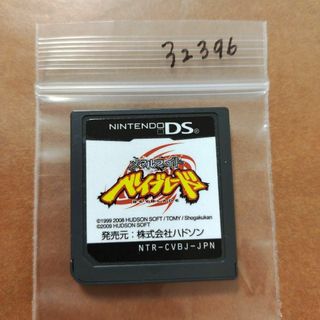 32396
NINTENDO DS
メタルファイト
ベイブレード
BEYBLADE
©1999 2008 HUDSON SOFT / TOMY / Shogakukan
©2009 HUDSON SOFT
発売元：株式会社ハドソン
NTR-CVBJ-JPN